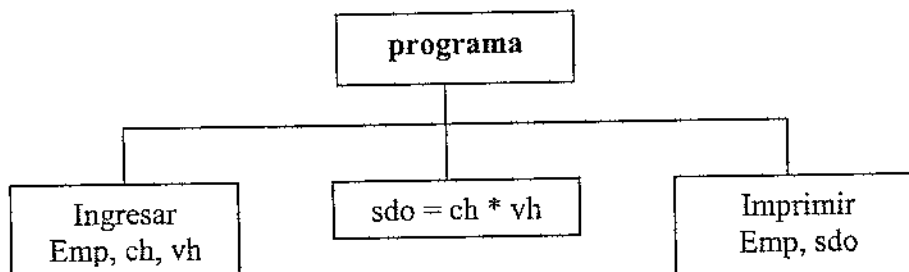 programa
Ingresar
Emp, ch, vh
sdo = ch * vh
Imprimir
Emp, sdo